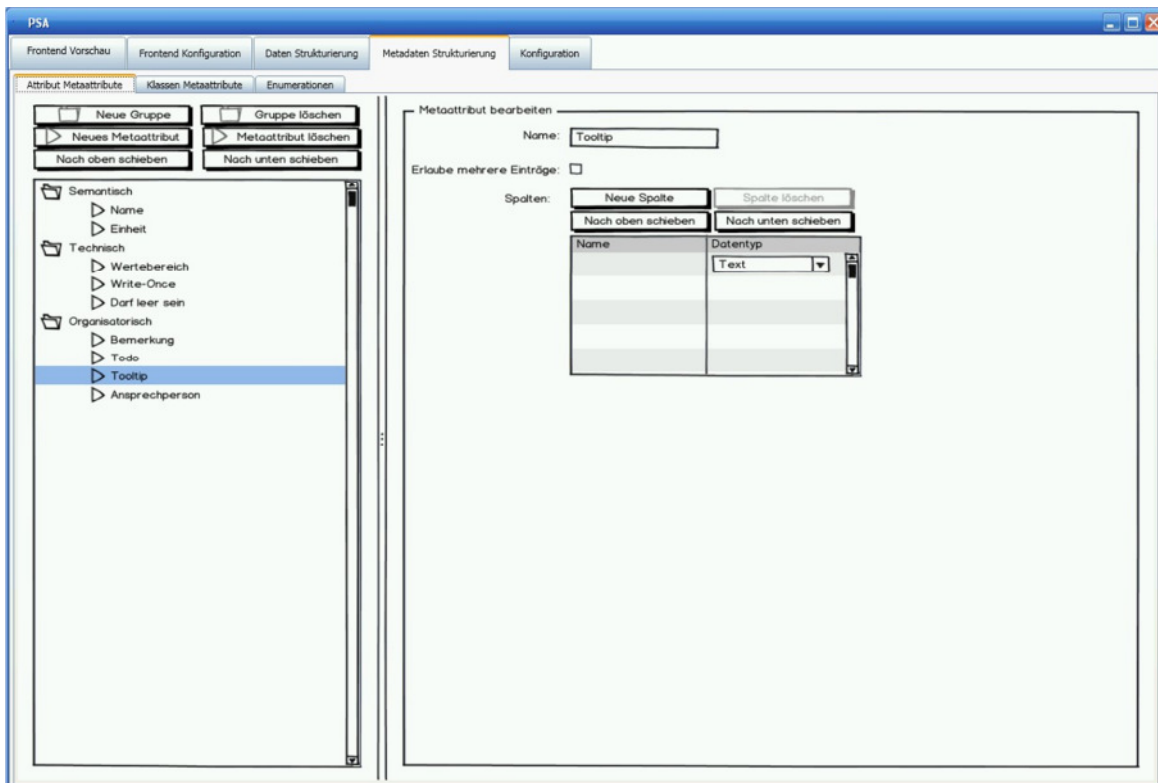 PSA
Frontend Vorschau
Frontend Konfiguration
Daten Strukturierung
Metadaten Strukturierung
Konfiguration
Attribut Metaattribute
Klassen Metaattribute
Enumerationen
Neue Gruppe
Gruppe löschen
Neues Metaattribut
Metaattribut löschen
Nach oben schieben
Nach unten schieben
Semantisch
Name
Einheit
Technisch
Wertebereich
Write-Once
Darf leer sein
Organisatorisch
Bemerkung
Todo
Tooltip
Ansprechperson
Metaattribut bearbeiten
Name: Tooltip
Erlaube mehrere Einträge:
Spalten:
Neue Spalte
Spalte löschen
Nach oben schieben
Nach unten schieben
Name
Datentyp
Text